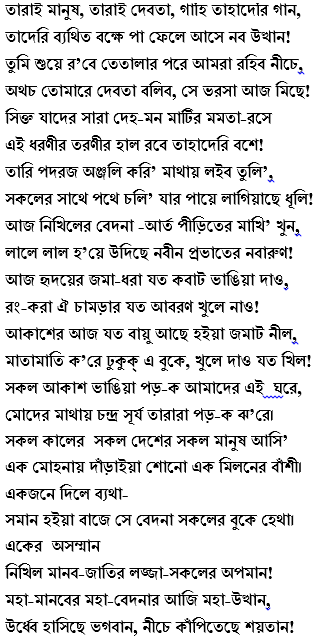 তারাই মানুষ, তারাই দেবতা, গাহি তাহাদেরি গান,
তাদেরি ব্যথিত বক্ষে পা ফেলে আসে নব উত্থান!
তুমি শুয়ে র'বে তেতালার পরে আমরা রহিব নীচে,
অথচ তোমারে দেবতা বলিব, সে ভরসা আজ মিছে!
সিক্ত যাদের সারা দেহ-মন মাটির মমতা-রসে
এই ধরণীর তরণীর হাল রবে তাহাদেরি বশে!
তারি পদরজ অঞ্জলি করি' মাথায় লইব তুলি',
সকলের সাথে পথে চলি' যার পায়ে লাগিয়াছে ধূলি!
আজ নিখিলের বেদনা -আর্ত পীড়িতের মাখি' খুন,
লালে লাল হ'য়ে উদিছে নবীন প্রভাতের নবারুণ!
আজ হৃদয়ের জমা-ধরা যত কবাট ভাঙিয়া দাও,
রং-করা ঐ চামড়ার যত আবরণ খুলে নাও!
আকাশের আজ যত বায়ু আছে হইয়া জমাট নীল,
মাতামাতি ক'রে ঢুকুক্ এ বুকে, খুলে দাও যত খিল!
সকল আকাশ ভাঙিয়া পড়-ক আমাদের এই ঘরে,
মোদের মাথায় চন্দ্র সূর্য তারারা পড়-ক ঝ'রে।
সকল কালের সকল দেশের সকল মানুষ আসি'
এক মোহনায় দাঁড়াইয়া শোনো এক মিলনের বাঁশী।
একজনে দিলে ব্যথা-
সমান হইয়া বাজে সে বেদনা সকলের বুকে হেথা।
একের অসম্মান
নিখিল মানব-জাতির লজ্জা-সকলের অপমান!
মহা-মানবের মহা-বেদনার আজি মহা-উত্থান,
উর্ধ্বে হাসিছে ভগবান, নীচে কাঁপিতেছে শয়তান!